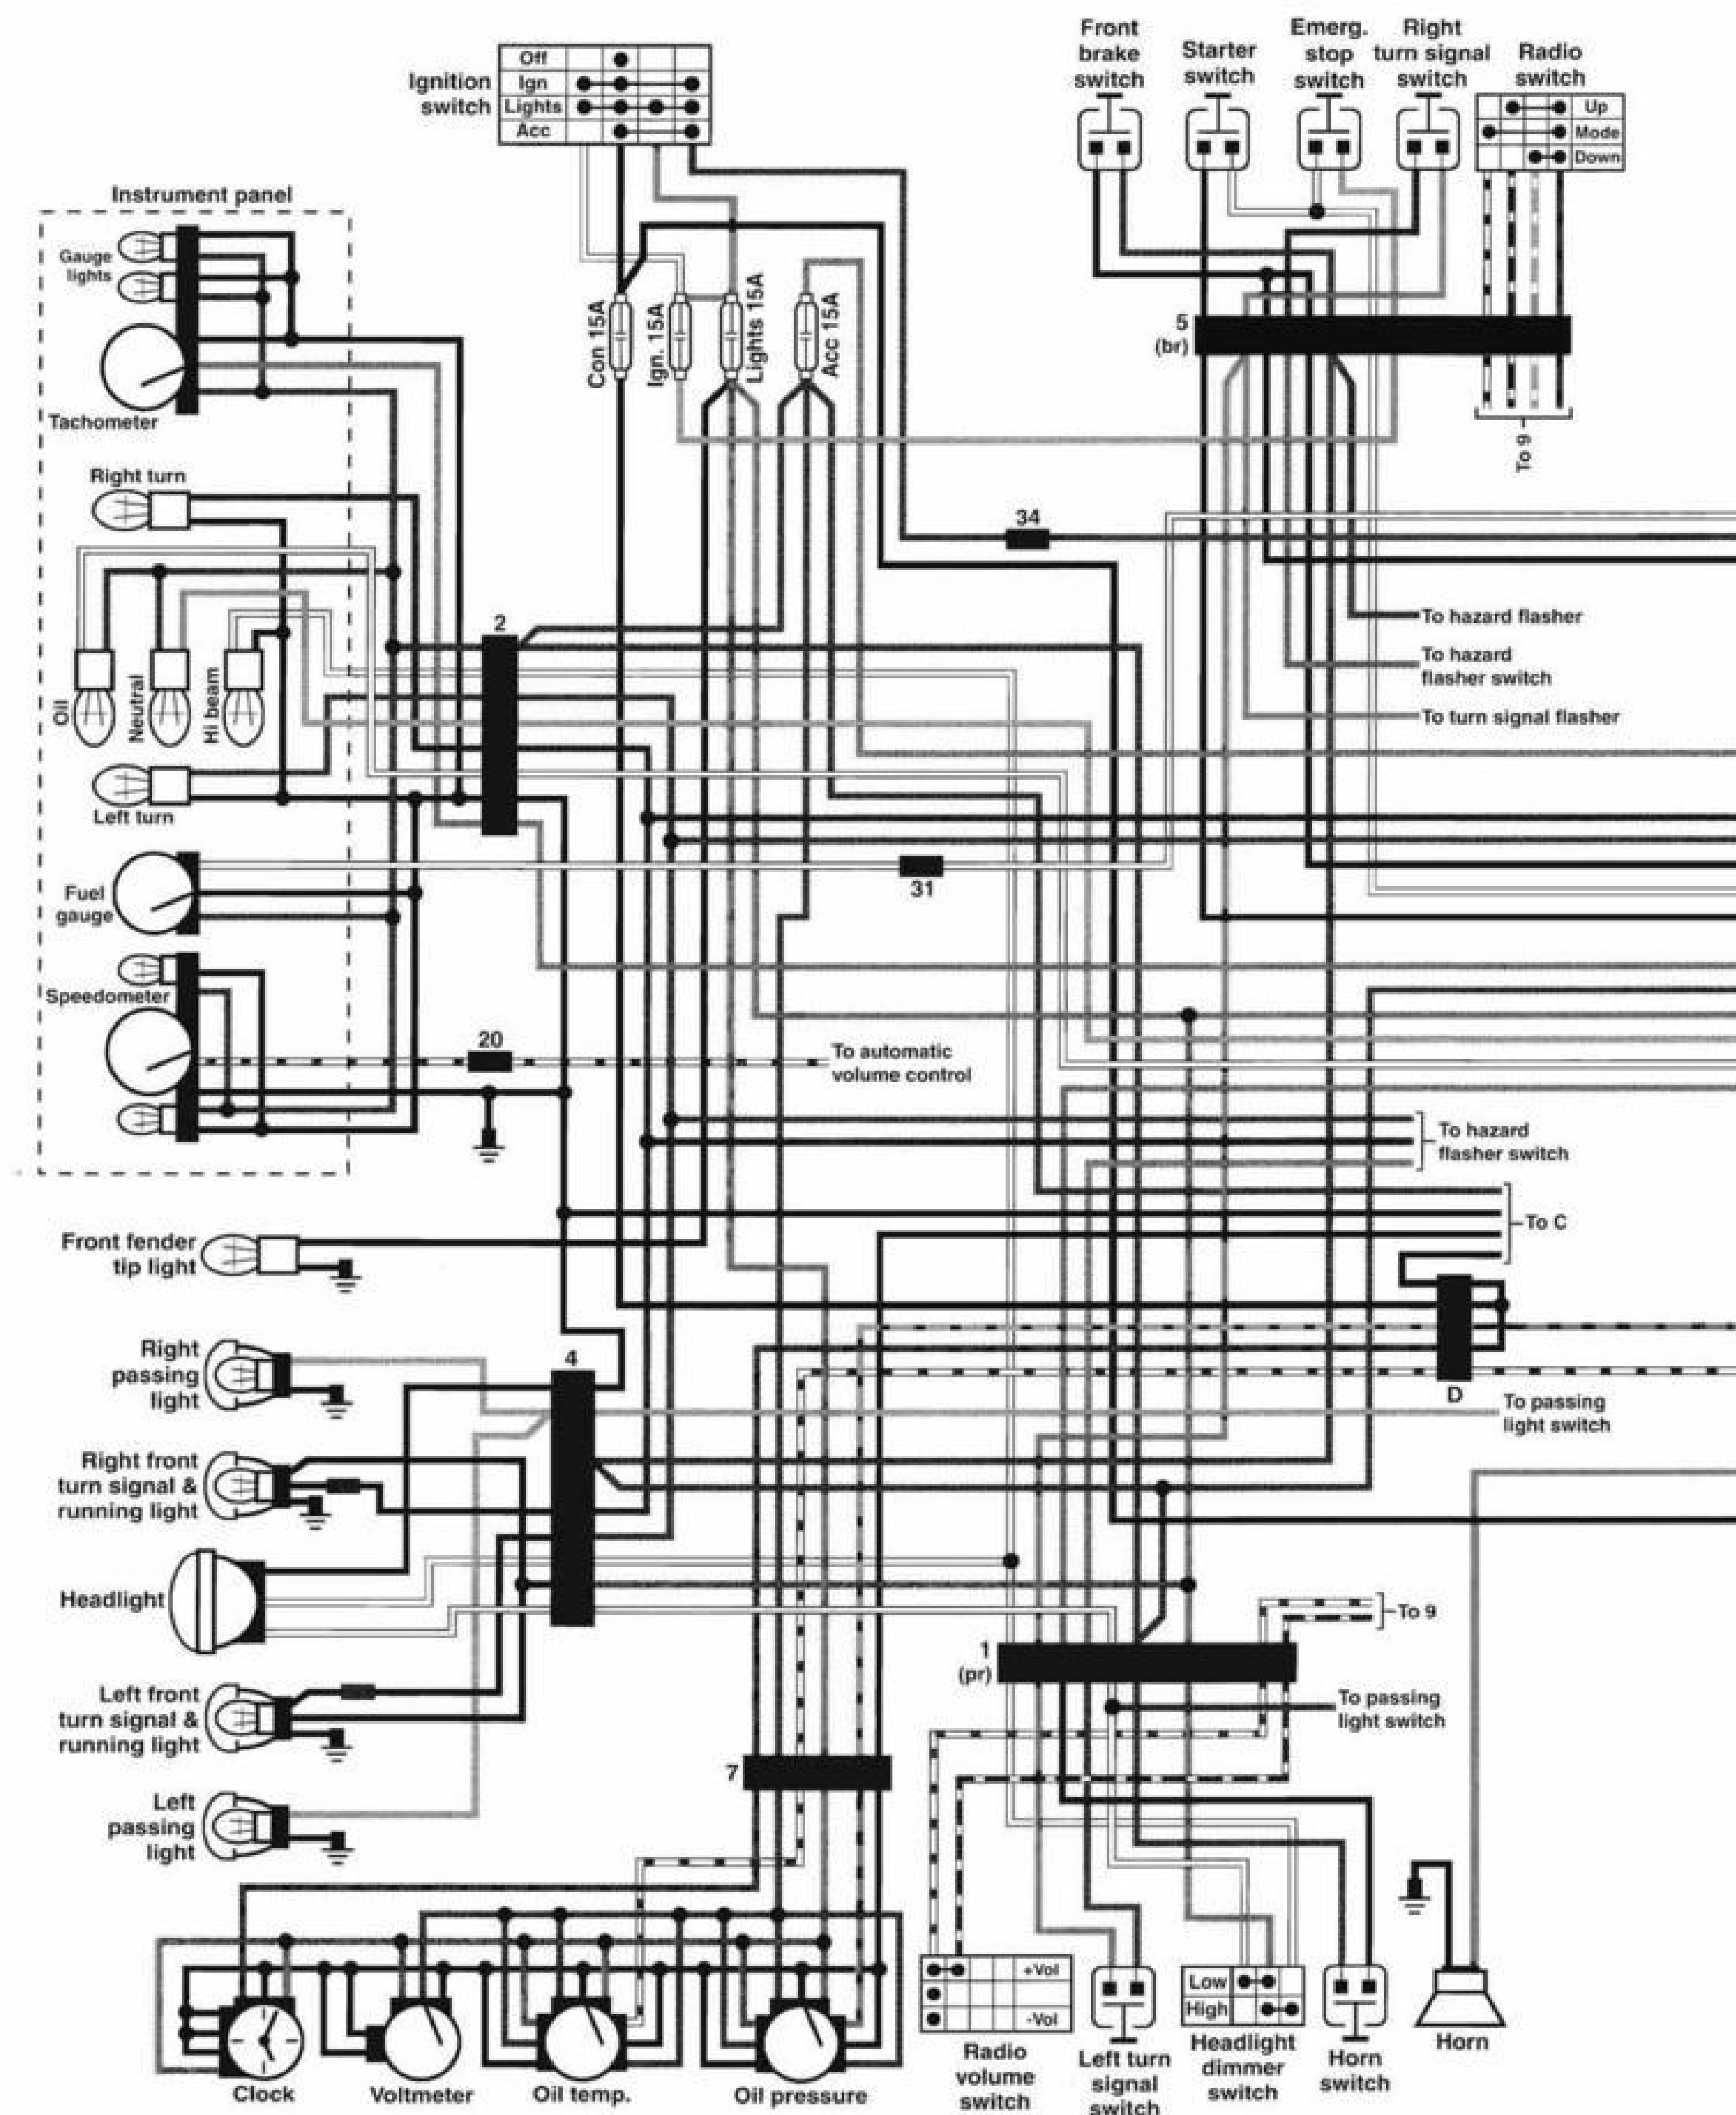 Ignition
switch
Off
Ign
Lights
Acc
Front
brake
switch
Starter
switch
Emerg.
stop
switch
Right
turn signal
switch
Radio
switch
Up
Mode
Down
Instrument panel
Gauge
lights
Tachometer
Con 15A
Ign. 15A
Lights 15A
Acc 15A
5
(br)
To 9
Right turn
34
2
Oil
Neutral
Hi beam
To hazard flasher
To hazard
flasher switch
To turn signal flasher
Left turn
Fuel
gauge
31
Speedometer
20
To automatic
volume control
To hazard
flasher switch
To C
Front fender
tip light
Right
passing
light
4
D
To passing
light switch
Right front
turn signal &
running light
Headlight
To 9
1
(pr)
Left front
turn signal &
running light
To passing
light switch
7
Left
passing
light
Clock
Voltmeter
Oil temp.
Oil pressure
+Vol
-Vol
Radio
volume
switch
Left turn
signal
switch
Low
High
Headlight
dimmer
switch
Horn
switch
Horn